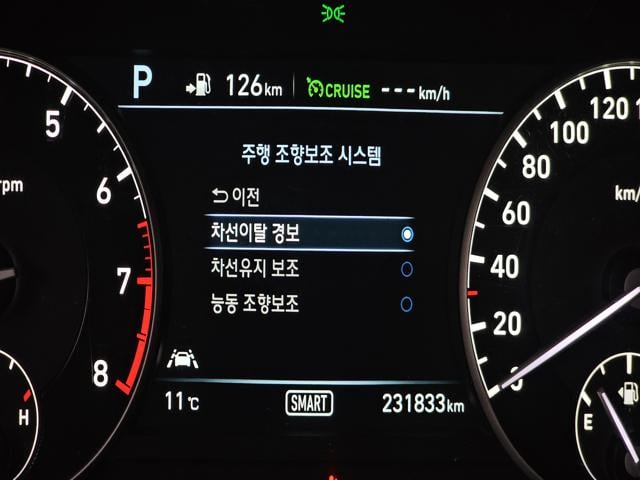 P 126km CRUISE ---km/h
주행 조향보조 시스템
이전
차선이탈 경보
차선유지 보조
능동 조향보조
11℃ SMART 231833km
5
6
7
8
rpm
H
120
100
80
60
40
20
0
km/
E